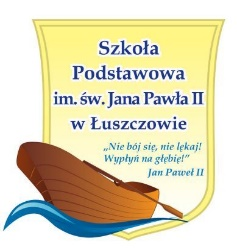 Szkoła
Podstawowa
im. św. Jana Pawła II
w Łuszczowie
„Nie bój się, nie lękaj!
Wypłyń na głębię!”
Jan Paweł II